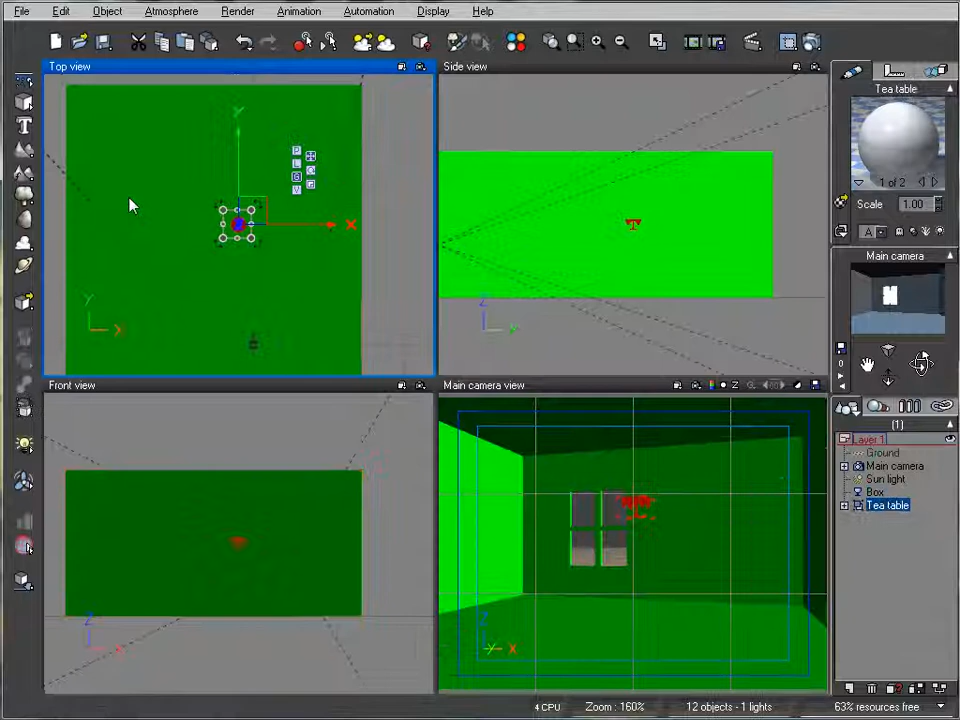 File Edit Object Atmosphere Render Animation Automation Display Help
Top view
Side view
Tea table
1 of 2
Scale 1.00
A
Main camera
0
Y
X
P
L
G
V
Q
G
Y
X
Z
Front view
Main camera view
Z
(1)
Layer 1
Ground
Main camera
Sun light
Box
Tea table
Z
Z
Y X
4 CPU
Zoom : 160%
12 objects - 1 lights
63% resources free